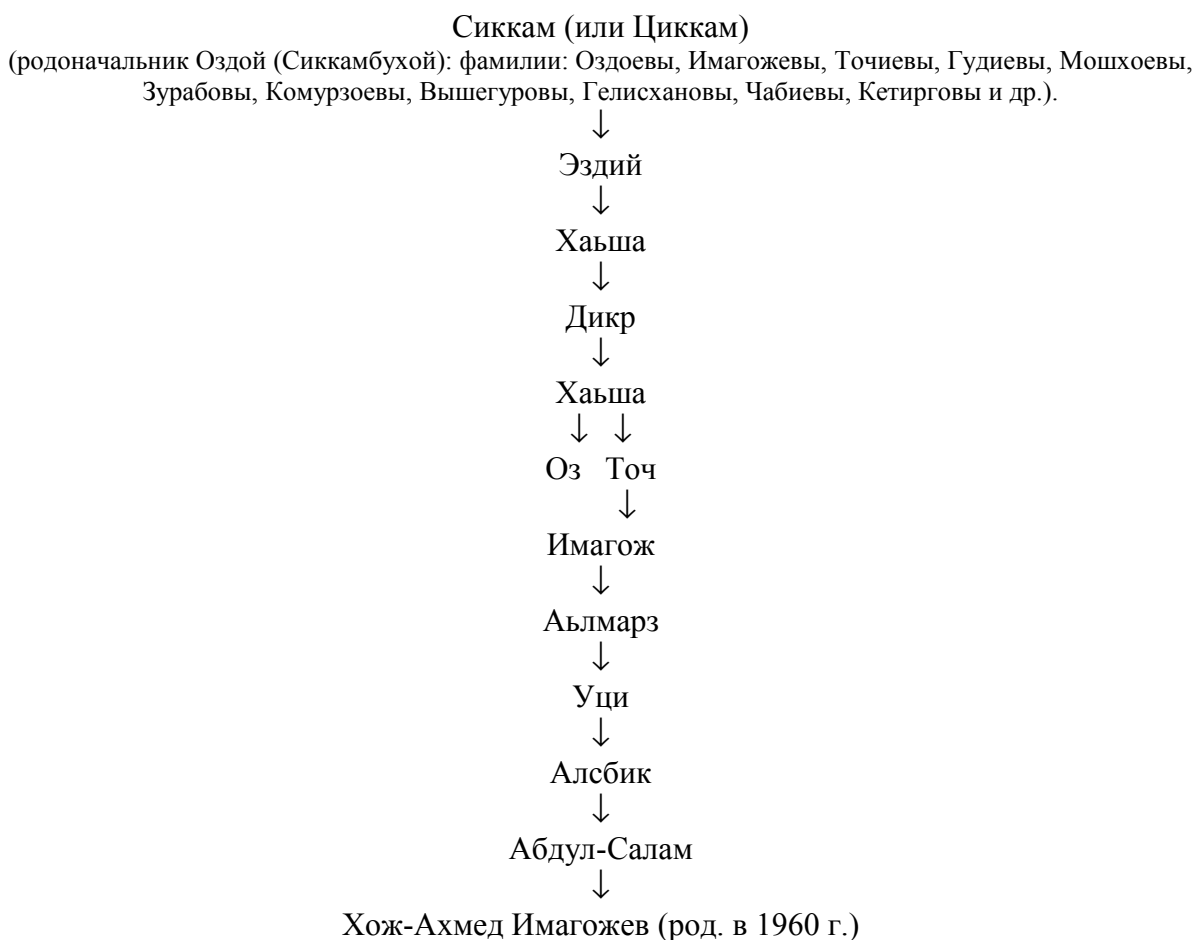 Сиккам (или Циккам)
(родоначальник Оздой (Сиккамбухой): фамилии: Оздоевы, Имагожевы, Точиевы, Гудиевы, Мошхоевы,
Зурабовы, Комурзоевы, Вышегуровы, Гелисхановы, Чабиевы, Кетирговы и др.).
↓
Эздий
↓
Хаьша
↓
Дикр
↓
Хаьша
↓ ↓
Оз Точ
↓
Имагож
↓
Аьлмарз
↓
Уци
↓
Алсбик
↓
Абдул-Салам
↓
Хож-Ахмед Имагожев (род. в 1960 г.)